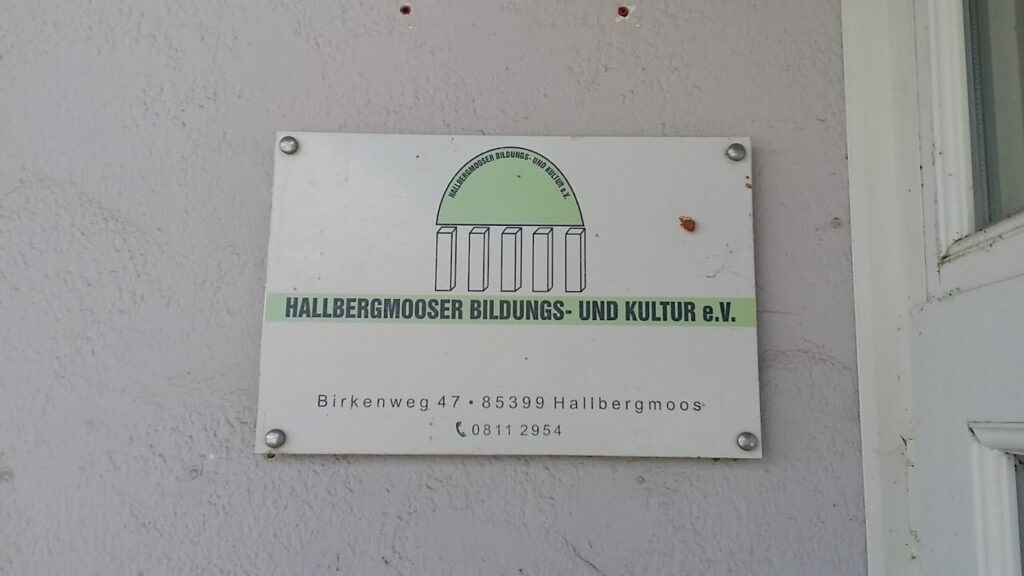 HALLBERGMOOSER BILDUNGS- UND KULTUR e.V.
HALLBERGMOOSER BILDUNGS- UND KULTUR e.V.
Birkenweg 47 • 85399 Hallbergmoos
0811 2954